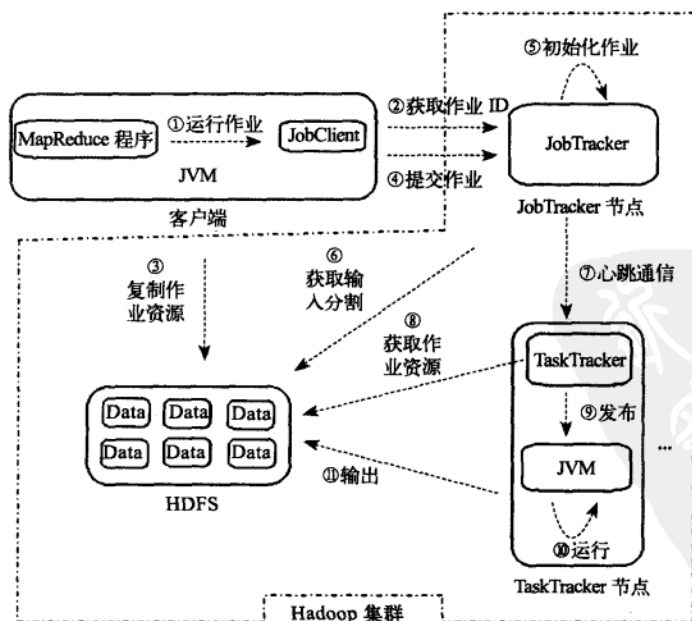 ⑤初始化作业
②获取作业 ID
①运行作业
MapReduce 程序
JobClient
JobTracker
JVM
④提交作业
客户端
JobTracker 节点
③
复制作
业资源
⑥
获取输
入分割
⑦心跳通信
⑧
获取作
业资源
TaskTracker
Data Data Data
⑨发布
Data Data Data
JVM
...
⑪输出
HDFS
⑩运行
TaskTracker 节点
Hadoop 集群